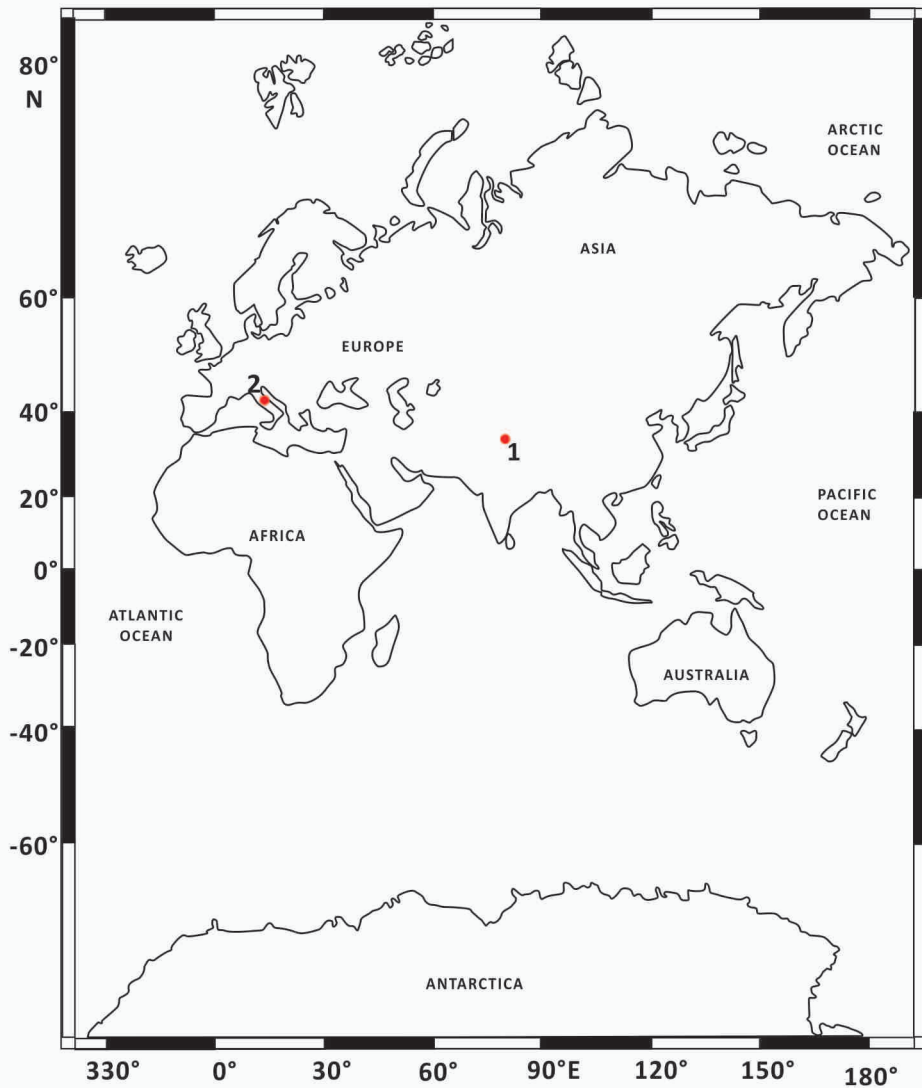 80°
N
ARCTIC
OCEAN
ASIA
60°
EUROPE
2
40°
1
20°
PACIFIC
OCEAN
AFRICA
0°
ATLANTIC
OCEAN
-20°
AUSTRALIA
-40°
-60°
ANTARCTICA
330°
0°
30°
60°
90°E
120°
150°
180°